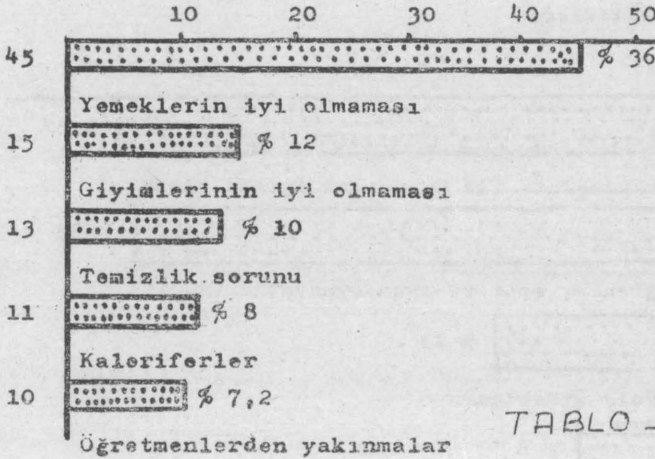 10 20 30 40 50
45 % 36
Yemeklerin iyi olmaması
15 % 12
Giyimlerinin iyi olmaması
13 % 10
Temizlik sorunu
11 % 8
Kaloriferler
10 % 7,2
TABLO-
Öğretmenlerden yakınmalar